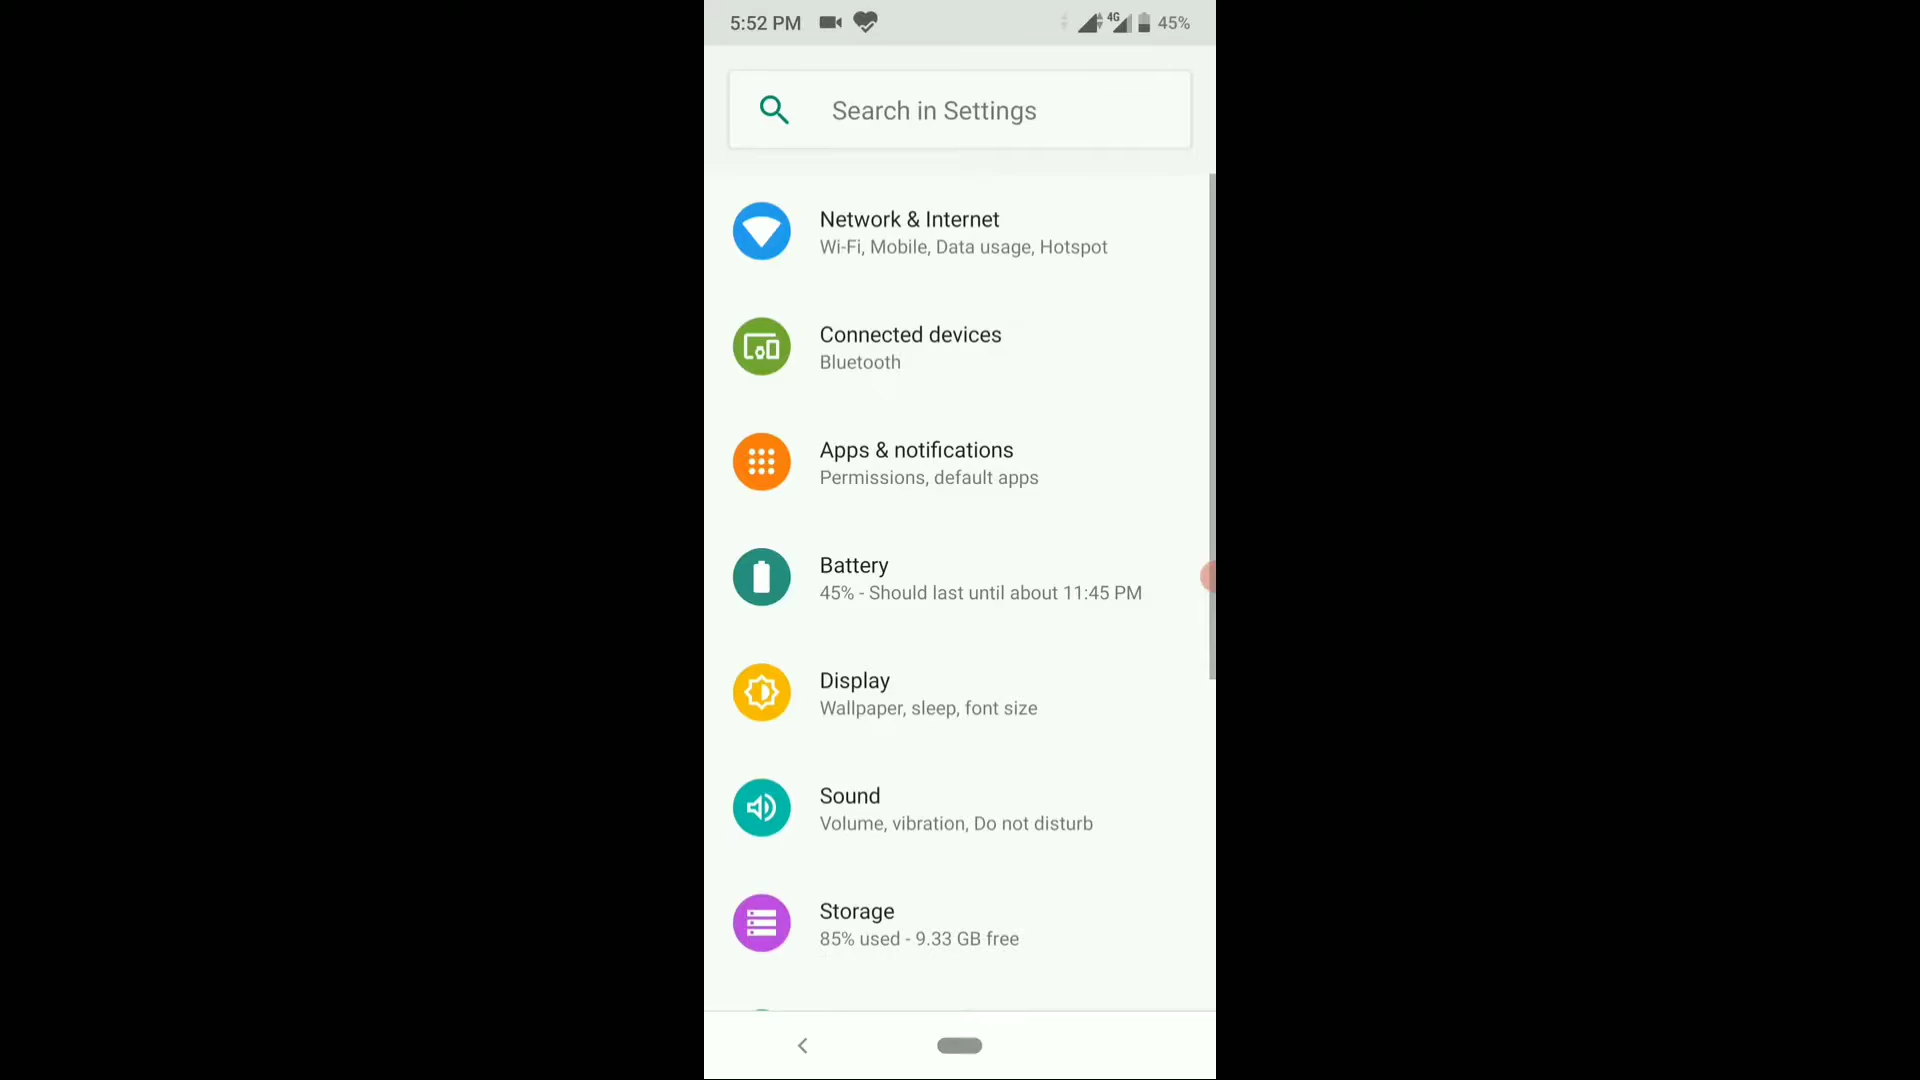 5:52 PM
4G
45%
Search in Settings
Network & Internet
Wi-Fi, Mobile, Data usage, Hotspot
Connected devices
Bluetooth
Apps & notifications
Permissions, default apps
Battery
45% - Should last until about 11:45 PM
Display
Wallpaper, sleep, font size
Sound
Volume, vibration, Do not disturb
Storage
85% used - 9.33 GB free